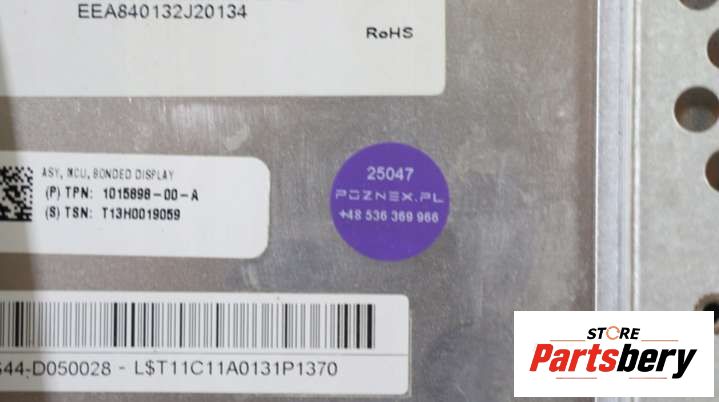 EEA840132J20134
RoHS
ASY, MCU, BONDED DISPLAY
(P) TPN: 1015898-00-A
(S) TSN: T13H0019059
25047
POZNEX.PL
+48 536 369 966
44-D050028 - L$T11C11A0131P1370
STORE
Partsbery